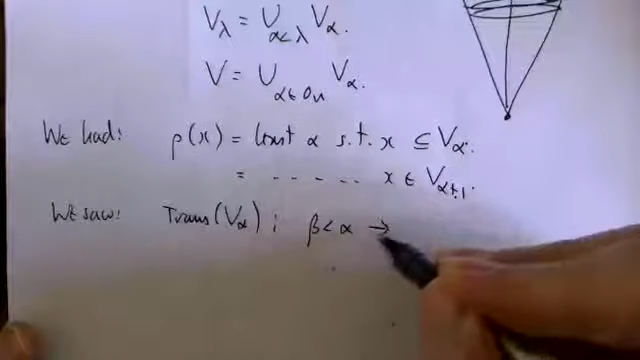 V_λ = ∪_{α<λ} V_α.
V = ∪_{α∈On} V_α.
We had: ρ(x) = least α s.t. x ⊆ V_α.
= - - - - - - x ∈ V_{α+1}.
We saw: Trans(V_α) ; β < α →